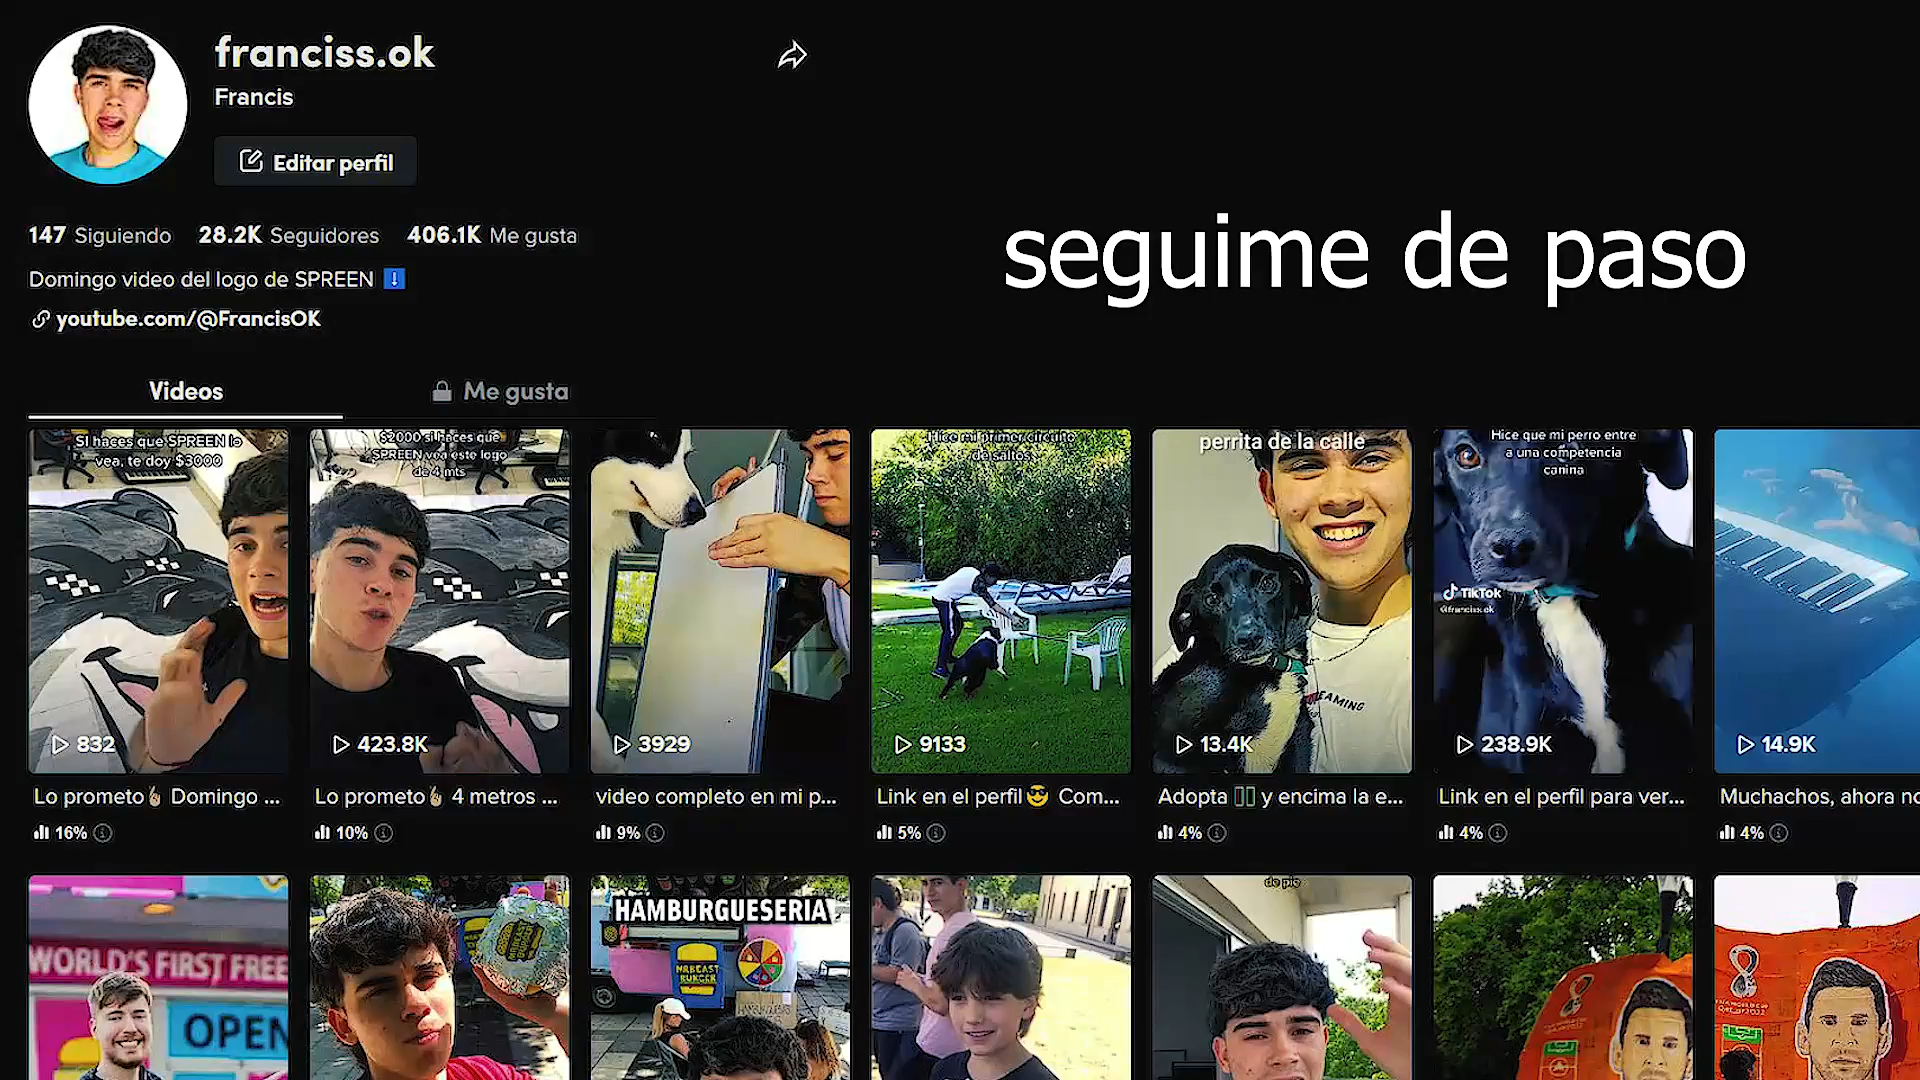 franciss.ok
Francis
Editar perfil
seguime de paso
147 Siguiendo 28.2K Seguidores 406.1K Me gusta
Domingo video del logo de SPREEN
youtube.com/@FrancisOK
Videos
Me gusta
SI haces que SPREEN lo
vea, te doy $3000
832
$2000 si haces que
SPREEN vea este logo
de 4 mts
423.8K
3929
Hice mi primer circuito
de saltos
9133
perrita de la calle
13.4K
Hice que mi perro entre
a una competencia
canina
TikTok
@franciss.ok
238.9K
14.9K
Lo prometo Domingo ...
Lo prometo 4 metros ...
video completo en mi p...
Link en el perfil Com...
Adopta y encima la e...
Link en el perfil para ver...
Muchachos, ahora no
16%
10%
9%
5%
4%
4%
4%
WORLD'S FIRST FREE
OPEN
HAMBURGUESERIA
MRBEAST
BURGER
de pie